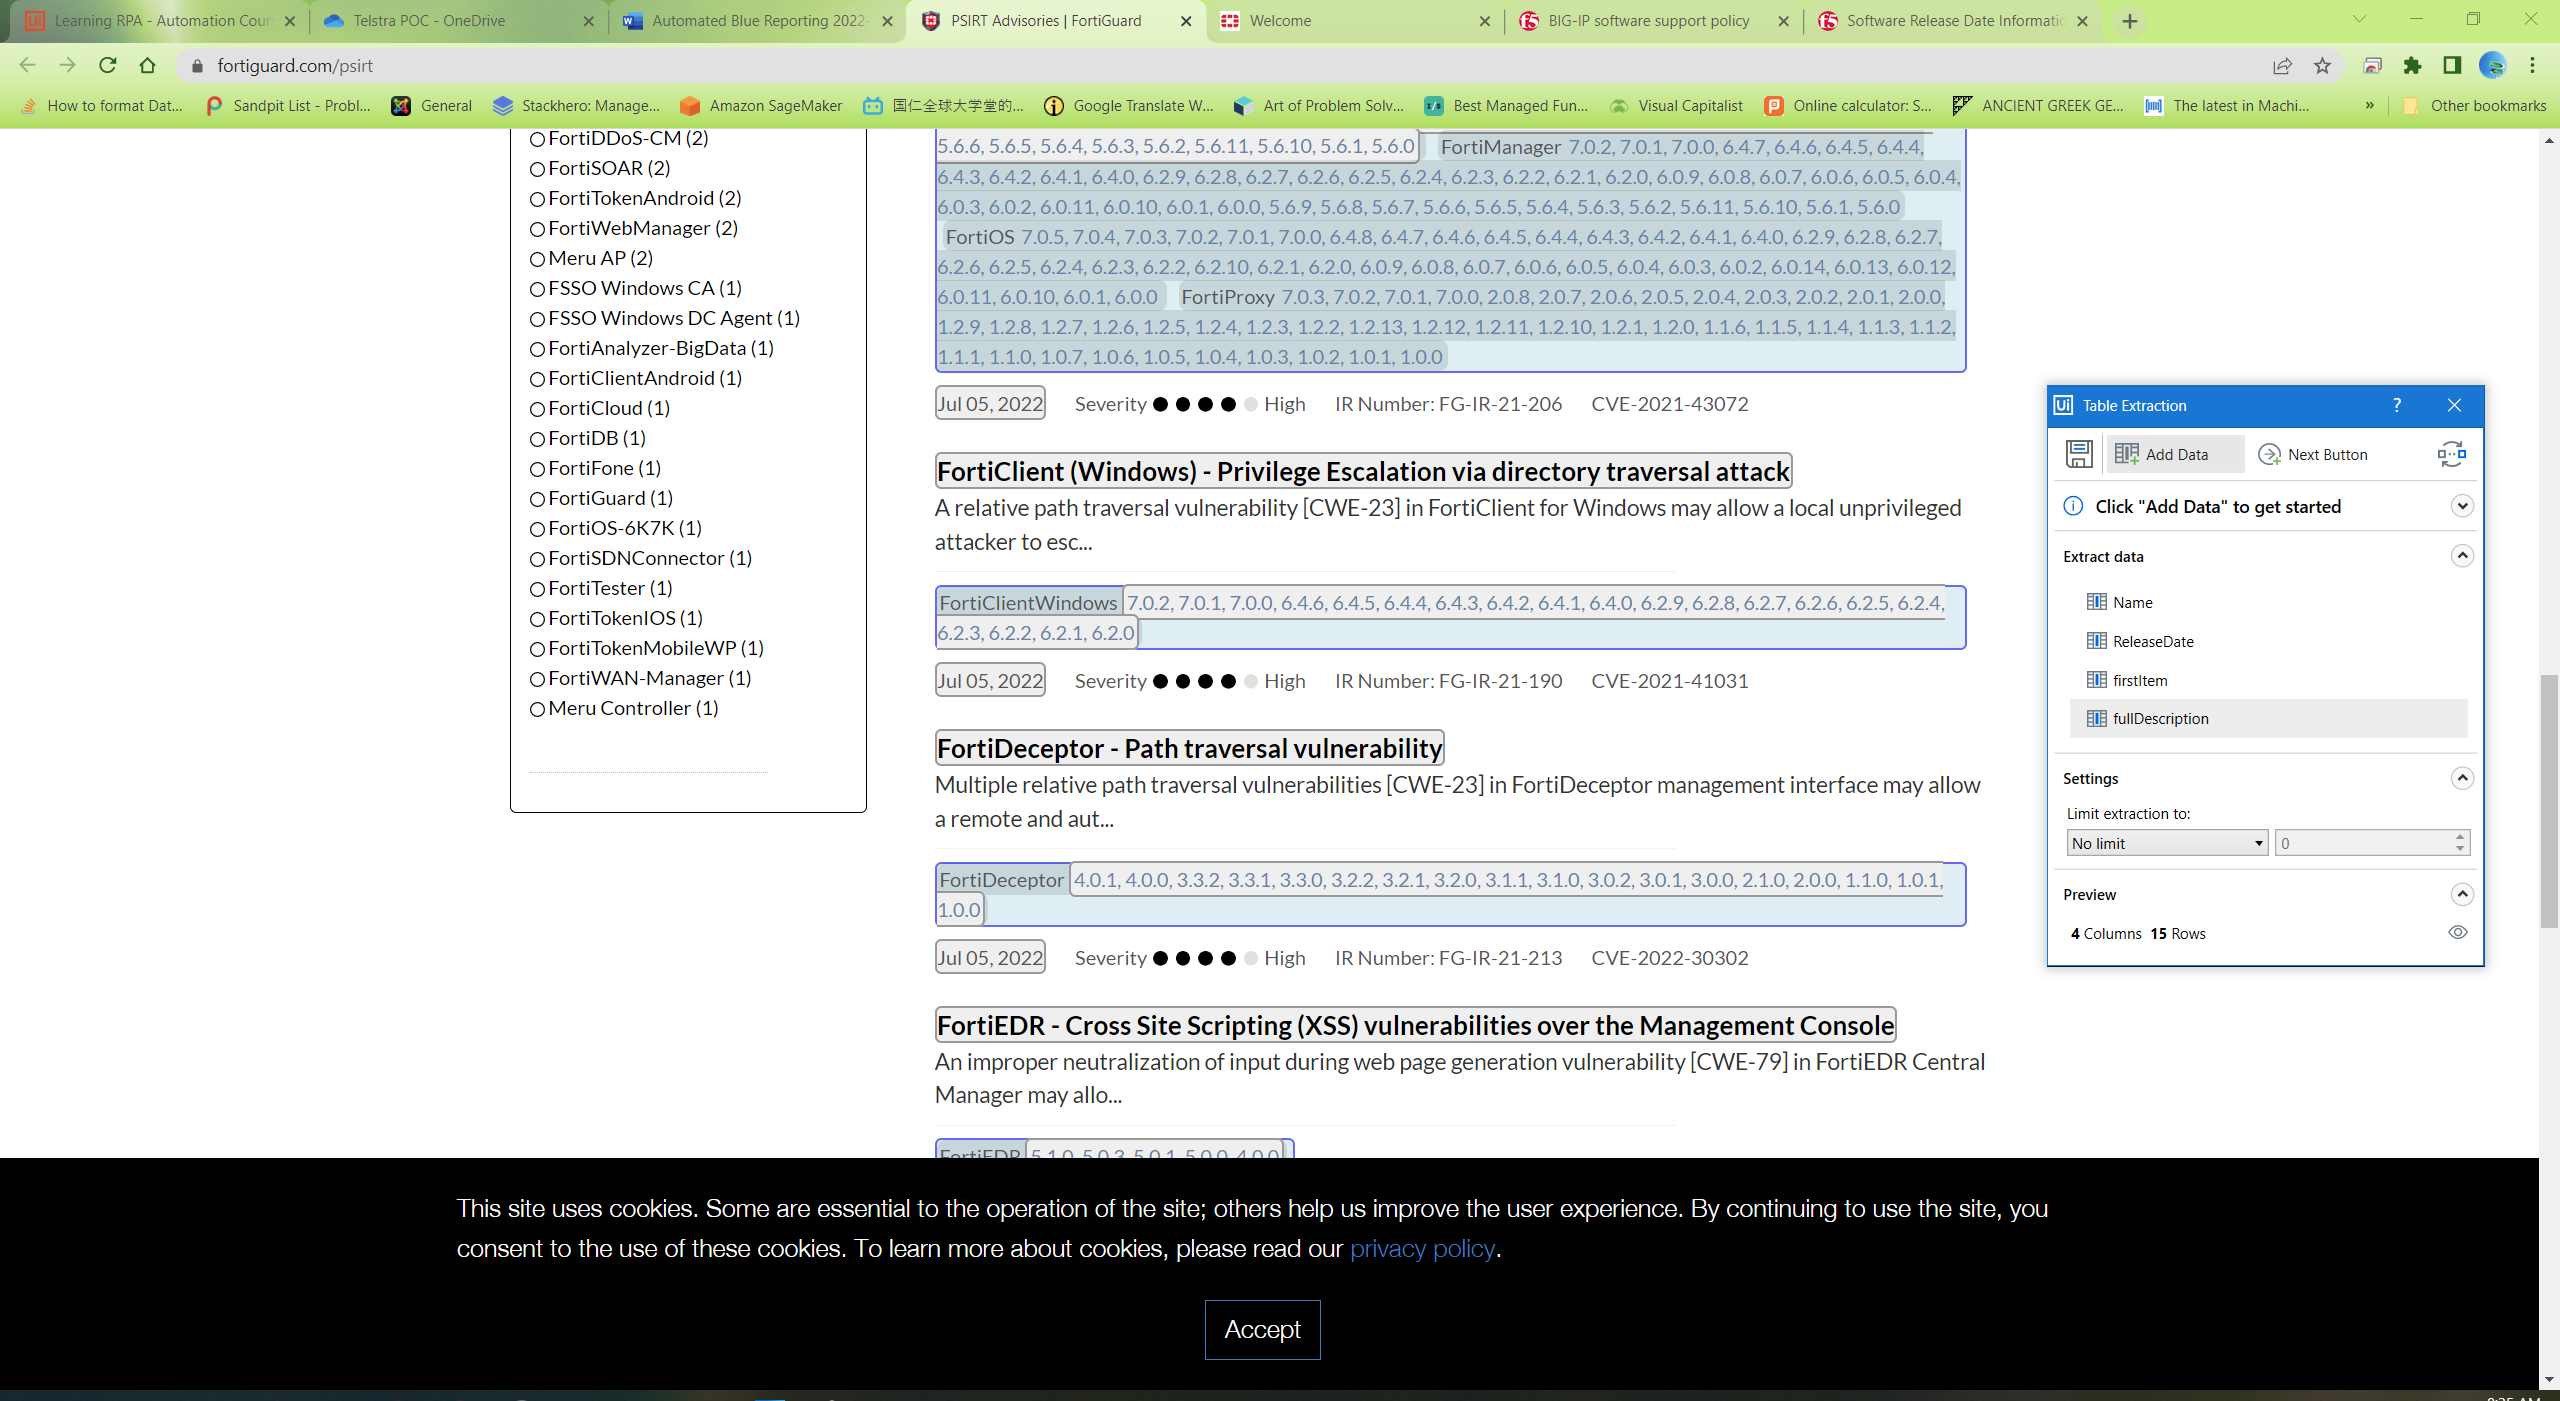 Learning RPA - Automation Cour
Telstra POC - OneDrive
Automated Blue Reporting 2022-
PSIRT Advisories | FortiGuard
Welcome
BIG-IP software support policy
Software Release Date Informatic
fortiguard.com/psirt
How to format Dat...
Sandpit List - Probl...
General
Stackhero: Manage...
Amazon SageMaker
国仁全球大学堂的...
Google Translate W...
Art of Problem Solv...
Best Managed Fun...
Visual Capitalist
Online calculator: S...
ANCIENT GREEK GE...
The latest in Machi...
»
Other bookmarks
FortiDDoS-CM (2)
FortiSOAR (2)
FortiTokenAndroid (2)
FortiWebManager (2)
Meru AP (2)
FSSO Windows CA (1)
FSSO Windows DC Agent (1)
FortiAnalyzer-BigData (1)
FortiClientAndroid (1)
FortiCloud (1)
FortiDB (1)
FortiFone (1)
FortiGuard (1)
FortiOS-6K7K (1)
FortiSDNConnector (1)
FortiTester (1)
FortiTokenIOS (1)
FortiTokenMobileWP (1)
FortiWAN-Manager (1)
Meru Controller (1)
5.6.6, 5.6.5, 5.6.4, 5.6.3, 5.6.2, 5.6.11, 5.6.10, 5.6.1, 5.6.0 FortiManager 7.0.2, 7.0.1, 7.0.0, 6.4.7, 6.4.6, 6.4.5, 6.4.4,
6.4.3, 6.4.2, 6.4.1, 6.4.0, 6.2.9, 6.2.8, 6.2.7, 6.2.6, 6.2.5, 6.2.4, 6.2.3, 6.2.2, 6.2.1, 6.2.0, 6.0.9, 6.0.8, 6.0.7, 6.0.6, 6.0.5, 6.0.4,
6.0.3, 6.0.2, 6.0.11, 6.0.10, 6.0.1, 6.0.0, 5.6.9, 5.6.8, 5.6.7, 5.6.6, 5.6.5, 5.6.4, 5.6.3, 5.6.2, 5.6.11, 5.6.10, 5.6.1, 5.6.0
FortiOS 7.0.5, 7.0.4, 7.0.3, 7.0.2, 7.0.1, 7.0.0, 6.4.8, 6.4.7, 6.4.6, 6.4.5, 6.4.4, 6.4.3, 6.4.2, 6.4.1, 6.4.0, 6.2.9, 6.2.8, 6.2.7,
6.2.6, 6.2.5, 6.2.4, 6.2.3, 6.2.2, 6.2.10, 6.2.1, 6.2.0, 6.0.9, 6.0.8, 6.0.7, 6.0.6, 6.0.5, 6.0.4, 6.0.3, 6.0.2, 6.0.14, 6.0.13, 6.0.12,
6.0.11, 6.0.10, 6.0.1, 6.0.0 FortiProxy 7.0.3, 7.0.2, 7.0.1, 7.0.0, 2.0.8, 2.0.7, 2.0.6, 2.0.5, 2.0.4, 2.0.3, 2.0.2, 2.0.1, 2.0.0,
1.2.9, 1.2.8, 1.2.7, 1.2.6, 1.2.5, 1.2.4, 1.2.3, 1.2.2, 1.2.13, 1.2.12, 1.2.11, 1.2.10, 1.2.1, 1.2.0, 1.1.6, 1.1.5, 1.1.4, 1.1.3, 1.1.2,
1.1.1, 1.1.0, 1.0.7, 1.0.6, 1.0.5, 1.0.4, 1.0.3, 1.0.2, 1.0.1, 1.0.0
Jul 05, 2022 Severity High IR Number: FG-IR-21-206 CVE-2021-43072
FortiClient (Windows) - Privilege Escalation via directory traversal attack
A relative path traversal vulnerability [CWE-23] in FortiClient for Windows may allow a local unprivileged
attacker to esc...
FortiClientWindows 7.0.2, 7.0.1, 7.0.0, 6.4.6, 6.4.5, 6.4.4, 6.4.3, 6.4.2, 6.4.1, 6.4.0, 6.2.9, 6.2.8, 6.2.7, 6.2.6, 6.2.5, 6.2.4,
6.2.3, 6.2.2, 6.2.1, 6.2.0
Jul 05, 2022 Severity High IR Number: FG-IR-21-190 CVE-2021-41031
FortiDeceptor - Path traversal vulnerability
Multiple relative path traversal vulnerabilities [CWE-23] in FortiDeceptor management interface may allow
a remote and aut...
FortiDeceptor 4.0.1, 4.0.0, 3.3.2, 3.3.1, 3.3.0, 3.2.2, 3.2.1, 3.2.0, 3.1.1, 3.1.0, 3.0.2, 3.0.1, 3.0.0, 2.1.0, 2.0.0, 1.1.0, 1.0.1,
1.0.0
Jul 05, 2022 Severity High IR Number: FG-IR-21-213 CVE-2022-30302
FortiEDR - Cross Site Scripting (XSS) vulnerabilities over the Management Console
An improper neutralization of input during web page generation vulnerability [CWE-79] in FortiEDR Central
Manager may allo...
FortiEDR 5.1.0, 5.0.3, 5.0.1, 5.0.0, 4.0.0
Ui Table Extraction ?
Add Data
Next Button
Click "Add Data" to get started
Extract data
Name
ReleaseDate
firstItem
fullDescription
Settings
Limit extraction to:
No limit 0
Preview
4 Columns 15 Rows
This site uses cookies. Some are essential to the operation of the site; others help us improve the user experience. By continuing to use the site, you
consent to the use of these cookies. To learn more about cookies, please read our privacy policy.
Accept